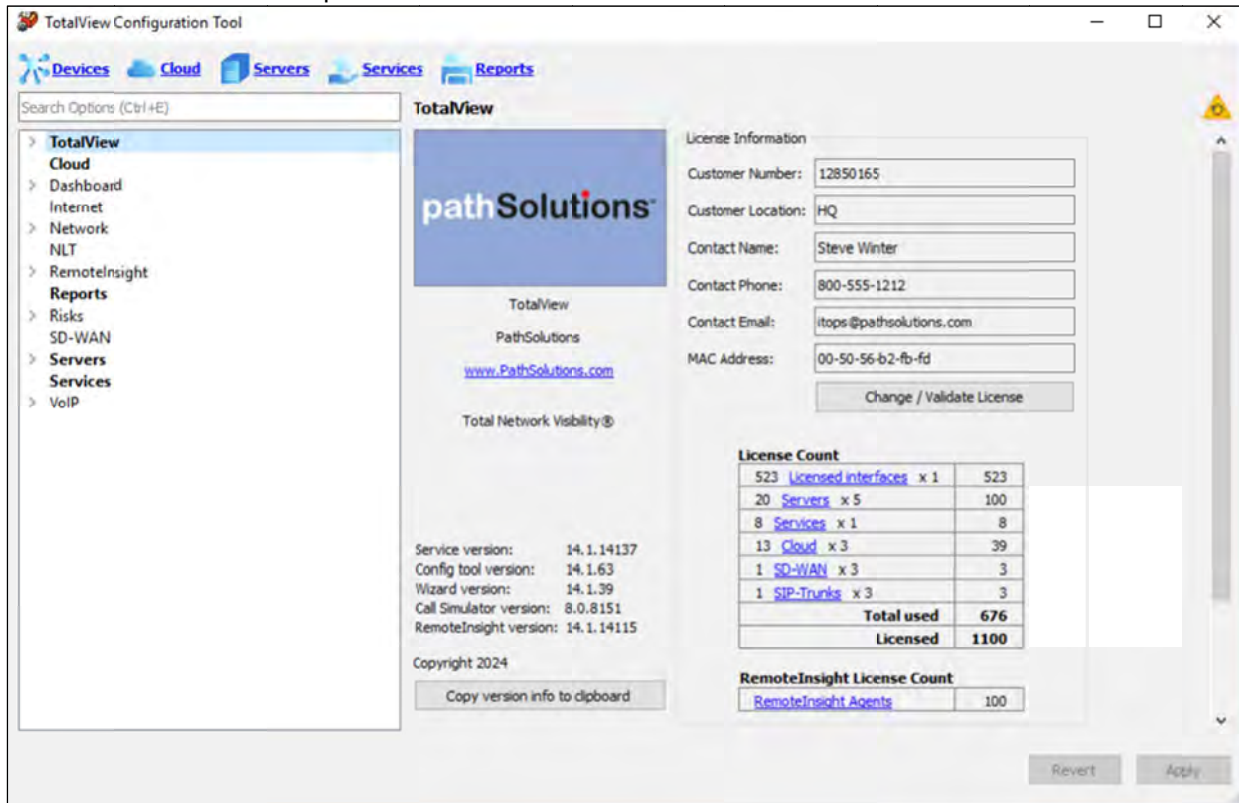 TotalView Configuration Tool
Devices Cloud Servers Services Reports
Search Options (Ctrl+E)
TotalView
Cloud
Dashboard
Internet
Network
NLT
RemoteInsight
Reports
Risks
SD-WAN
Servers
Services
VoIP
TotalView
pathSolutions
TotalView
PathSolutions
www.PathSolutions.com
Total Network Visibility®
Service version: 14.1.14137
Config tool version: 14.1.63
Wizard version: 14.1.39
Call Simulator version: 8.0.8151
RemoteInsight version: 14.1.14115
Copyright 2024
Copy version info to clipboard
License Information
Customer Number: 12850165
Customer Location: HQ
Contact Name: Steve Winter
Contact Phone: 800-555-1212
Contact Email: itops@pathsolutions.com
MAC Address: 00-50-56-b2-fb-fd
Change / Validate License
License Count
523 Licensed interfaces x 1 523
20 Servers x 5 100
8 Services x 1 8
13 Cloud x 3 39
1 SD-WAN x 3 3
1 SIP-Trunks x 3 3
Total used 676
Licensed 1100
RemoteInsight License Count
RemoteInsight Agents 100
Revert Apply